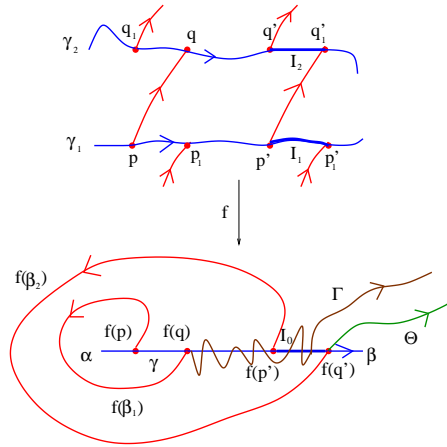 q₁ q q' q'₁
γ₂
I₂
γ₁
p p₁ p' I₁ p'₁
f
f(β₂)
Γ
f(p) f(q) I₀ Θ
α γ β
f(p') f(q')
f(β₁)